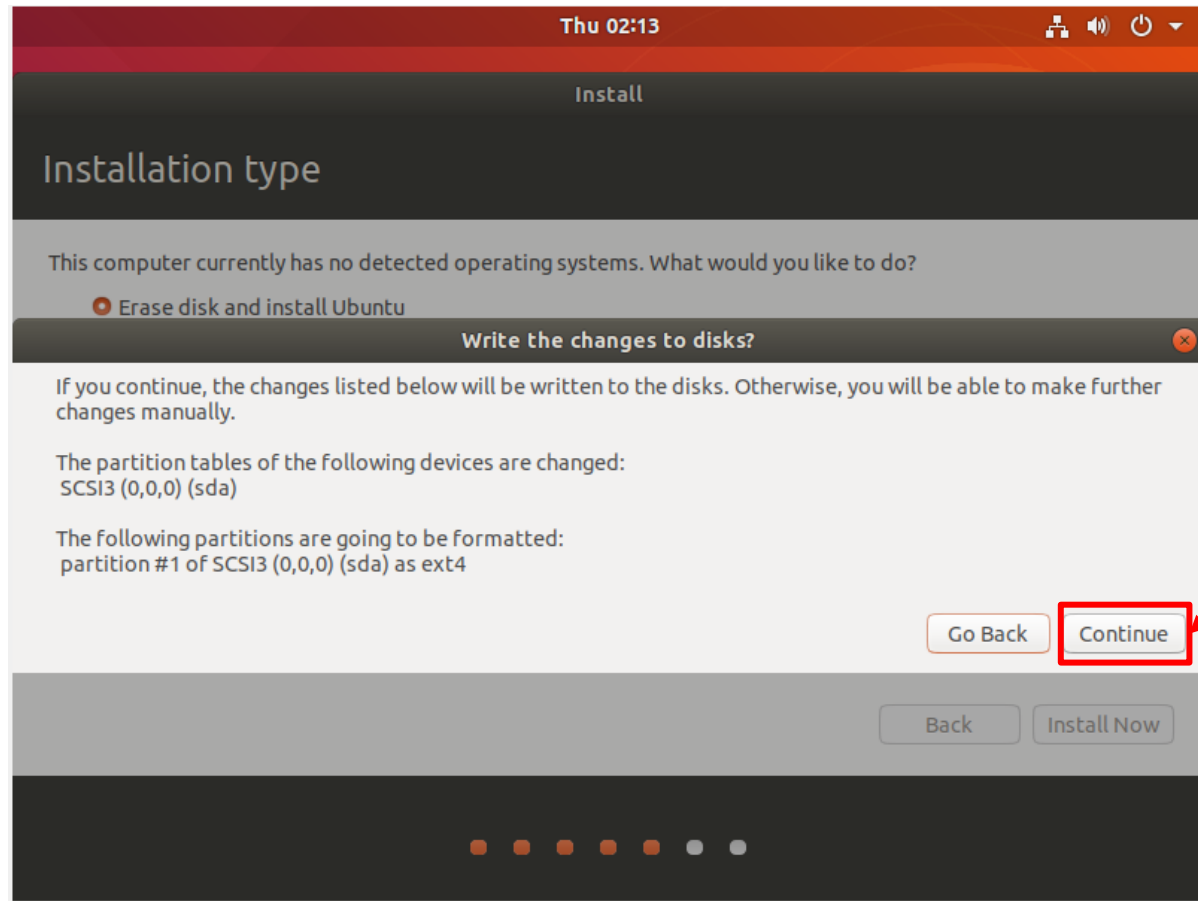 Thu 02:13
Install
Installation type
This computer currently has no detected operating systems. What would you like to do?
Erase disk and install Ubuntu
Write the changes to disks?
If you continue, the changes listed below will be written to the disks. Otherwise, you will be able to make further
changes manually.
The partition tables of the following devices are changed:
SCSI3 (0,0,0) (sda)
The following partitions are going to be formatted:
partition #1 of SCSI3 (0,0,0) (sda) as ext4
Go Back Continue
Back Install Now